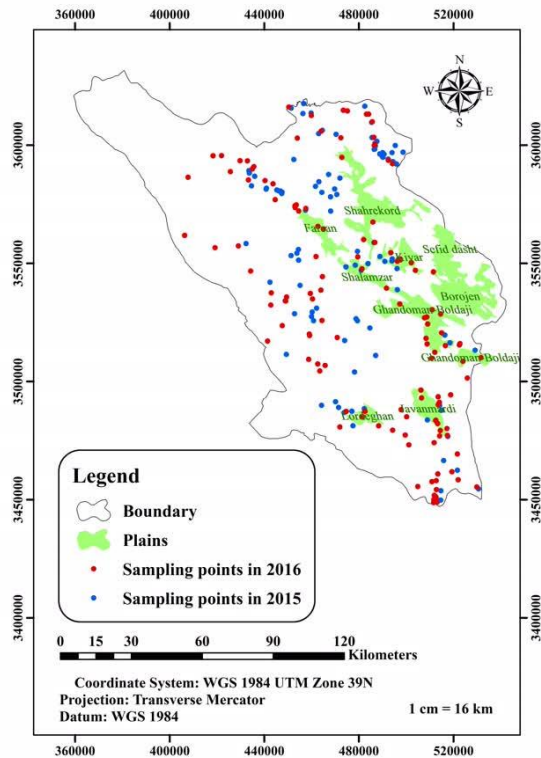 360000 400000 440000 480000 520000
N
W E
S
3600000 3600000
Shahrekord
Farsan
Sefid dasht
Kiyar
3550000 3550000
Shalamzar
Borojen
Ghandoman Boldaji
Ghandoman Boldaji
3500000 3500000
Javanmardi
Lordeghan
Legend
Boundary
Plains
Sampling points in 2016
Sampling points in 2015
3450000 3450000
3400000 3400000
0 15 30 60 90 120
Kilometers
Coordinate System: WGS 1984 UTM Zone 39N
Projection: Transverse Mercator
Datum: WGS 1984
1 cm = 16 km
360000 400000 440000 480000 520000